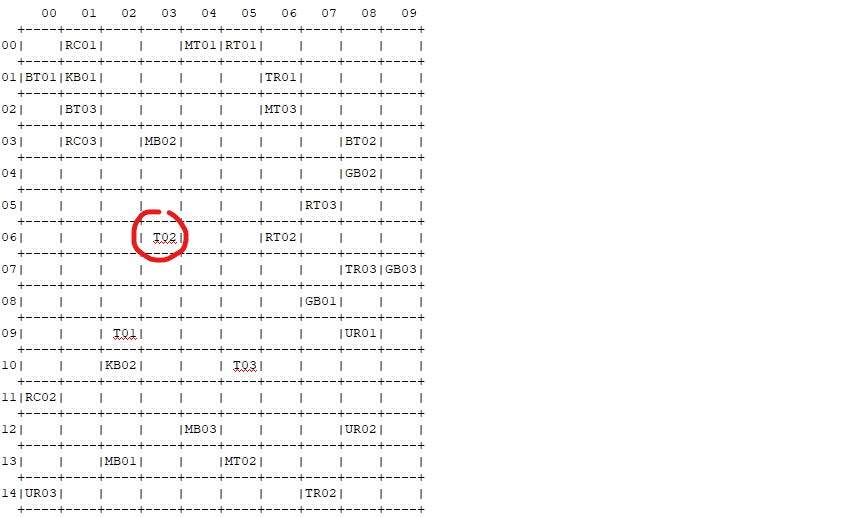 00   01   02   03   04   05   06   07   08   09
  +----+----+----+----+----+----+----+----+----+----+
00|    |RC01|    |    |MT01|RT01|    |    |    |    |
  +----+----+----+----+----+----+----+----+----+----+
01|BT01|KB01|    |    |    |    |TR01|    |    |    |
  +----+----+----+----+----+----+----+----+----+----+
02|    |BT03|    |    |    |    |MT03|    |    |    |
  +----+----+----+----+----+----+----+----+----+----+
03|    |RC03|    |MB02|    |    |    |    |BT02|    |
  +----+----+----+----+----+----+----+----+----+----+
04|    |    |    |    |    |    |    |    |GB02|    |
  +----+----+----+----+----+----+----+----+----+----+
05|    |    |    |    |    |    |    |RT03|    |    |
  +----+----+----+----+----+----+----+----+----+----+
06|    |    |    | T02|    |    |RT02|    |    |    |
  +----+----+----+----+----+----+----+----+----+----+
07|    |    |    |    |    |    |    |    |TR03|GB03|
  +----+----+----+----+----+----+----+----+----+----+
08|    |    |    |    |    |    |    |GB01|    |    |
  +----+----+----+----+----+----+----+----+----+----+
09|    |    | T01|    |    |    |    |    |UR01|    |
  +----+----+----+----+----+----+----+----+----+----+
10|    |    |KB02|    |    | T03|    |    |    |    |
  +----+----+----+----+----+----+----+----+----+----+
11|RC02|    |    |    |    |    |    |    |    |    |
  +----+----+----+----+----+----+----+----+----+----+
12|    |    |    |    |MB03|    |    |    |UR02|    |
  +----+----+----+----+----+----+----+----+----+----+
13|    |    |MB01|    |    |MT02|    |    |    |    |
  +----+----+----+----+----+----+----+----+----+----+
14|UR03|    |    |    |    |    |    |TR02|    |    |
  +----+----+----+----+----+----+----+----+----+----+